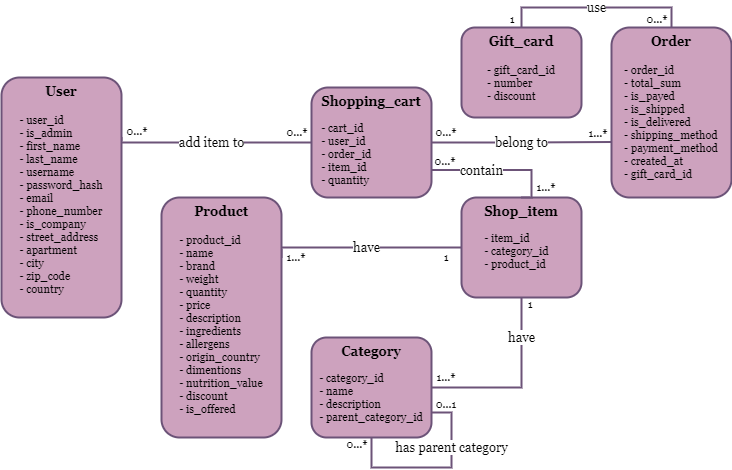 use
1
0...*
Gift_card
- gift_card_id
- number
- discount
Order
- order_id
- total_sum
- is_payed
- is_shipped
- is_delivered
- shipping_method
- payment_method
- created_at
- gift_card_id
User
- user_id
- is_admin
- first_name
- last_name
- username
- password_hash
- email
- phone_number
- is_company
- street_address
- apartment
- city
- zip_code
- country
0...*
add item to
0...*
Shopping_cart
- cart_id
- user_id
- order_id
- item_id
- quantity
0...*
belong to
1...*
0...*
contain
1...*
Product
- product_id
- name
- brand
- weight
- quantity
- price
- description
- ingredients
- allergens
- origin_country
- dimentions
- nutrition_value
- discount
- is_offered
1...*
have
1
Shop_item
- item_id
- category_id
- product_id
1
have
1...*
Category
- category_id
- name
- description
- parent_category_id
0...1
has parent category
0...*